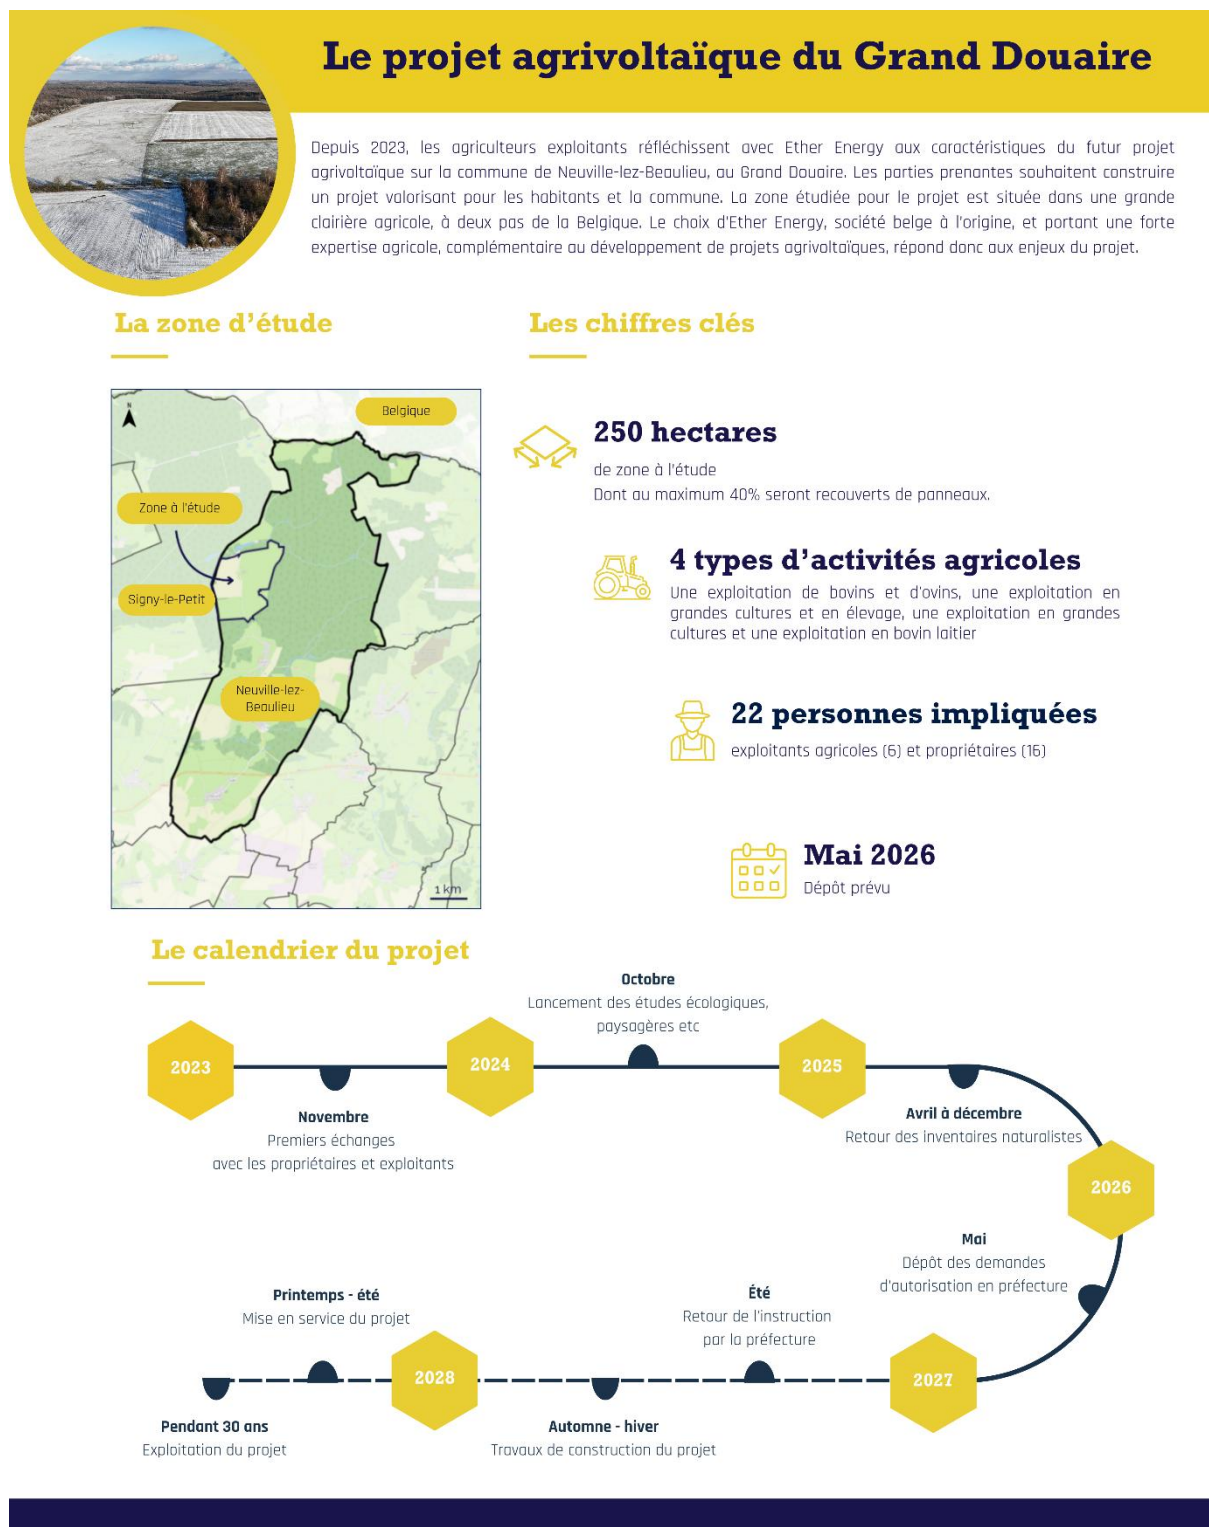 Le projet agrivoltaïque du Grand Douaire
Depuis 2023, les agriculteurs exploitants réfléchissent avec Ether Energy aux caractéristiques du futur projet
agrivoltaïque sur la commune de Neuville-lez-Beaulieu, au Grand Douaire. Les parties prenantes souhaitent construire
un projet valorisant pour les habitants et la commune. La zone étudiée pour le projet est située dans une grande
clairière agricole, à deux pas de la Belgique. Le choix d'Ether Energy, société belge à l'origine, et portant une forte
expertise agricole, complémentaire au développement de projets agrivoltaïques, répond donc aux enjeux du projet.
La zone d'étude
N
Belgique
Zone à l'étude
Signy-le-Petit
Neuville-lez-
Beaulieu
1 km
Les chiffres clés
250 hectares
de zone à l'étude
Dont au maximum 40% seront recouverts de panneaux.
4 types d'activités agricoles
Une exploitation de bovins et d'ovins, une exploitation en
grandes cultures et en élevage, une exploitation en grandes
cultures et une exploitation en bovin laitier
22 personnes impliquées
exploitants agricoles (6) et propriétaires (16)
Mai 2026
Dépôt prévu
Le calendrier du projet
2023
Novembre
Premiers échanges
avec les propriétaires et exploitants
2024
Octobre
Lancement des études écologiques,
paysagères etc
2025
Avril à décembre
Retour des inventaires naturalistes
2026
Mai
Dépôt des demandes
d'autorisation en préfecture
2027
Été
Retour de l'instruction
par la préfecture
Automne - hiver
Travaux de construction du projet
2028
Printemps - été
Mise en service du projet
Pendant 30 ans
Exploitation du projet